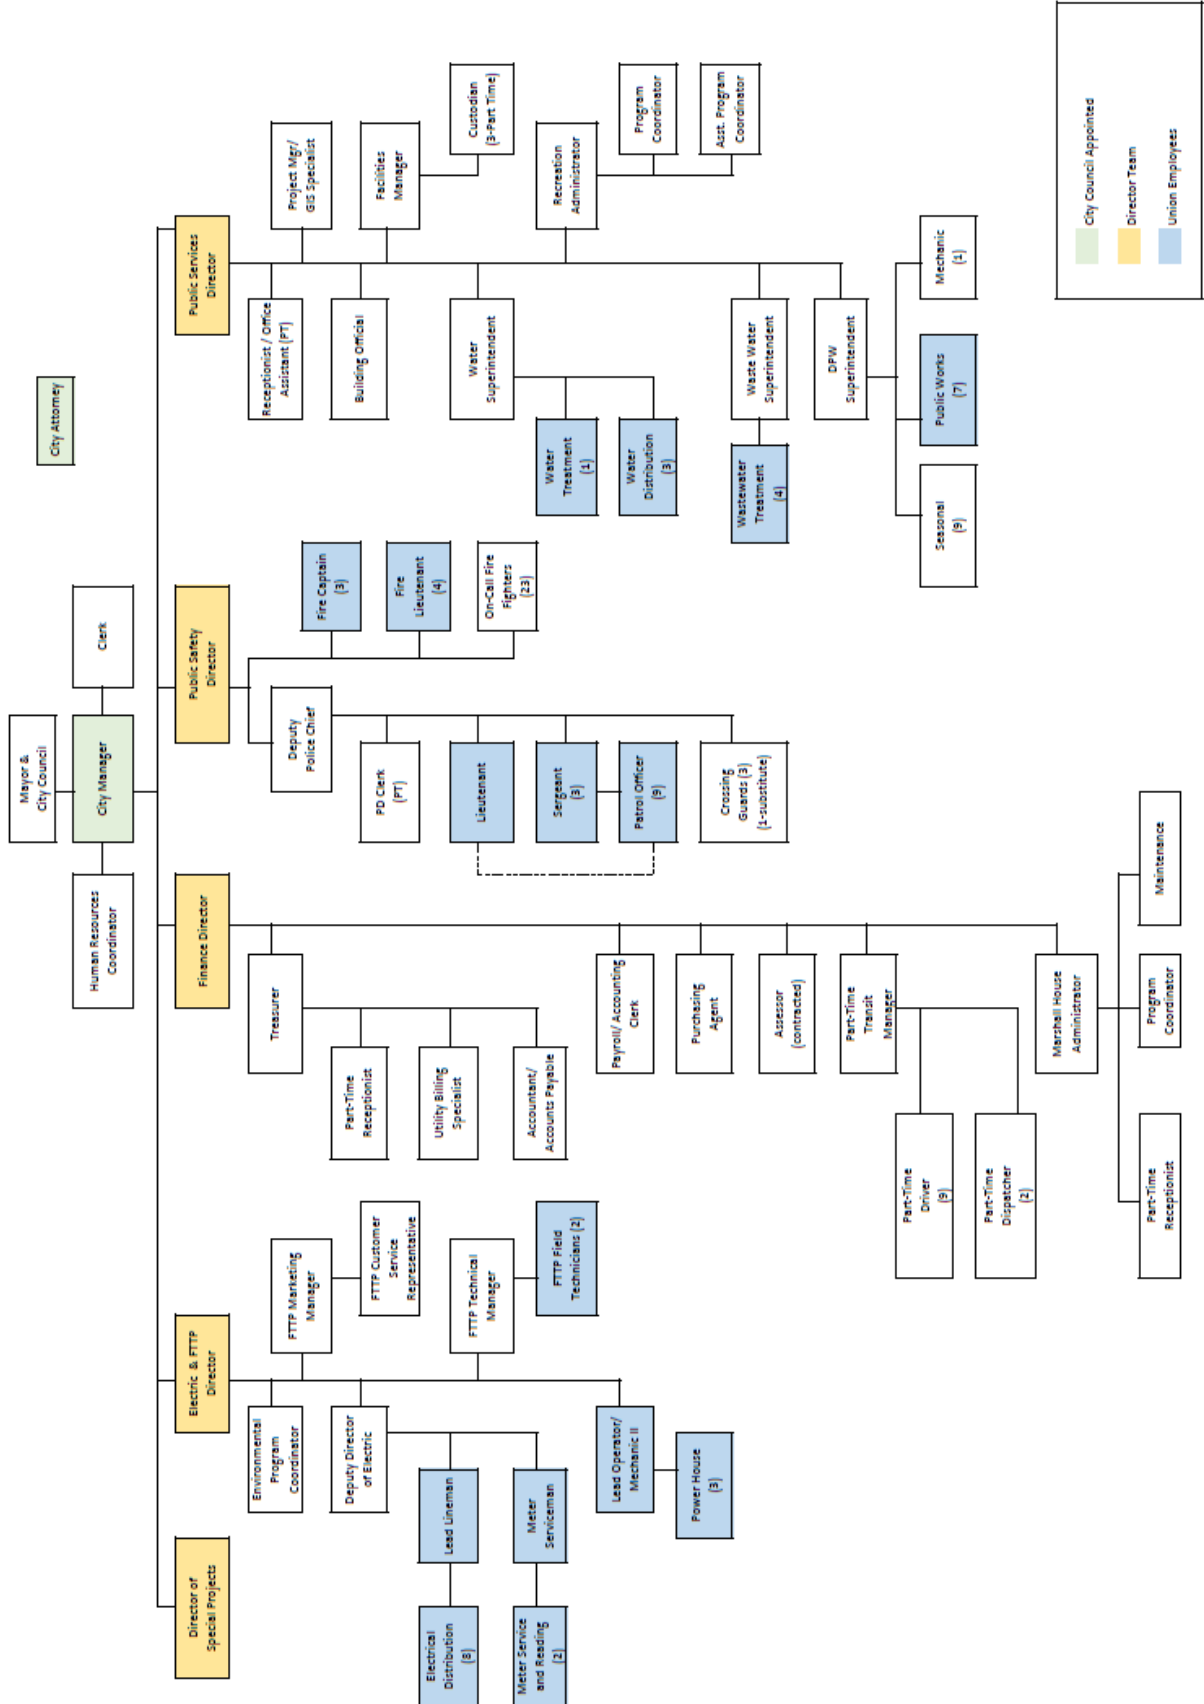 Mayor &
City Council
City Attorney
Human Resources
Coordinator
City Manager
Clerk
Director of
Special Projects
Electric & FTTP
Director
Finance Director
Public Safety
Director
Public Services
Director
Environmental
Program
Coordinator
FTTP Marketing
Manager
Deputy Director
of Electric
FTTP Customer
Service
Representative
Lead Lineman
FTTP Technical
Manager
Electrical
Distribution
(8)
Meter
Serviceman
FTTP Field
Technicians (2)
Meter Service
and Reading
(2)
Lead Operator/
Mechanic II
Power House
(3)
Treasurer
Part-Time
Receptionist
Utility Billing
Specialist
Accountant/
Accounts Payable
Payroll/ Accounting
Clerk
Purchasing
Agent
Assessor
(contracted)
Part-Time
Transit
Manager
Part-Time
Driver
(9)
Part-Time
Dispatcher
(2)
Marshall House
Administrator
Part-Time
Receptionist
Program
Coordinator
Maintenance
Deputy
Police Chief
PD Clerk
(PT)
Lieutenant
Sergeant
(3)
Patrol Officer
(9)
Crossing
Guards (3)
(1-substitute)
Fire Captain
(3)
Fire
Lieutenant
(4)
On-Call Fire
Fighters
(23)
Receptionist / Office
Assistant (PT)
Project Mgr/
GIS Specialist
Building Official
Facilities
Manager
Custodian
(3-Part Time)
Water
Superintendent
Water
Treatment
(1)
Water
Distribution
(3)
Recreation
Administrator
Program
Coordinator
Asst. Program
Coordinator
Waste Water
Superintendent
Wastewater
Treatment
(4)
DPW
Superintendent
Seasonal
(9)
Public Works
(7)
Mechanic
(1)
City Council Appointed
Director Team
Union Employees